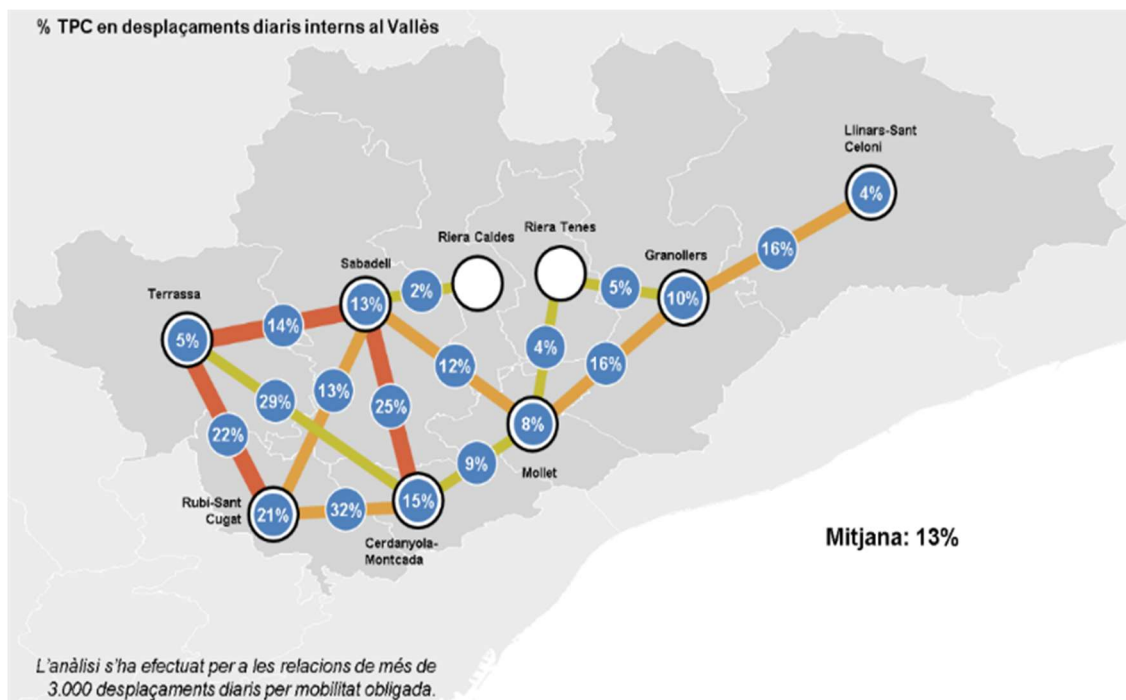 % TPC en desplaçaments diaris interns al Vallès
Llinars-Sant
Celoni
4%
Riera Tenes
Riera Caldes
Granollers
16%
Sabadell
2%
5%
10%
Terrassa
13%
14%
5%
4%
12%
16%
13%
29%
25%
8%
22%
9%
Mollet
Rubí-Sant
Cugat
21%
32%
15%
Cerdanyola-
Montcada
Mitjana: 13%
L'anàlisi s'ha efectuat per a les relacions de més de
3.000 desplaçaments diaris per mobilitat obligada.